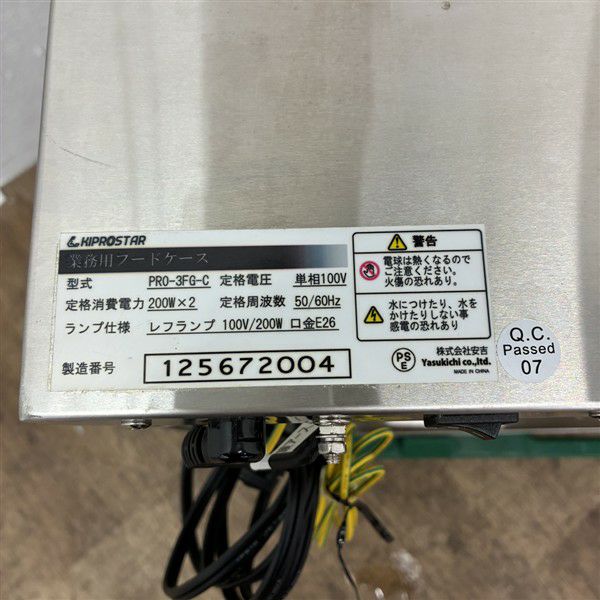 KIPROSTAR
業務用フードケース
型式 PRO-3FG-C 定格電圧 単相100V
定格消費電力 200W×2 定格周波数 50/60Hz
ランプ仕様 レフランプ 100V/200W 口金E26
製造番号 125672004
警告
電球は熱くなるので
ご注意ください。
火傷の恐れあり。
水につけたり、水を
かけたりしない事
感電の恐れあり
PS
E
株式会社安吉
Yasukichi co.,ltd.
MADE IN CHINA
Q.C.
Passed
07